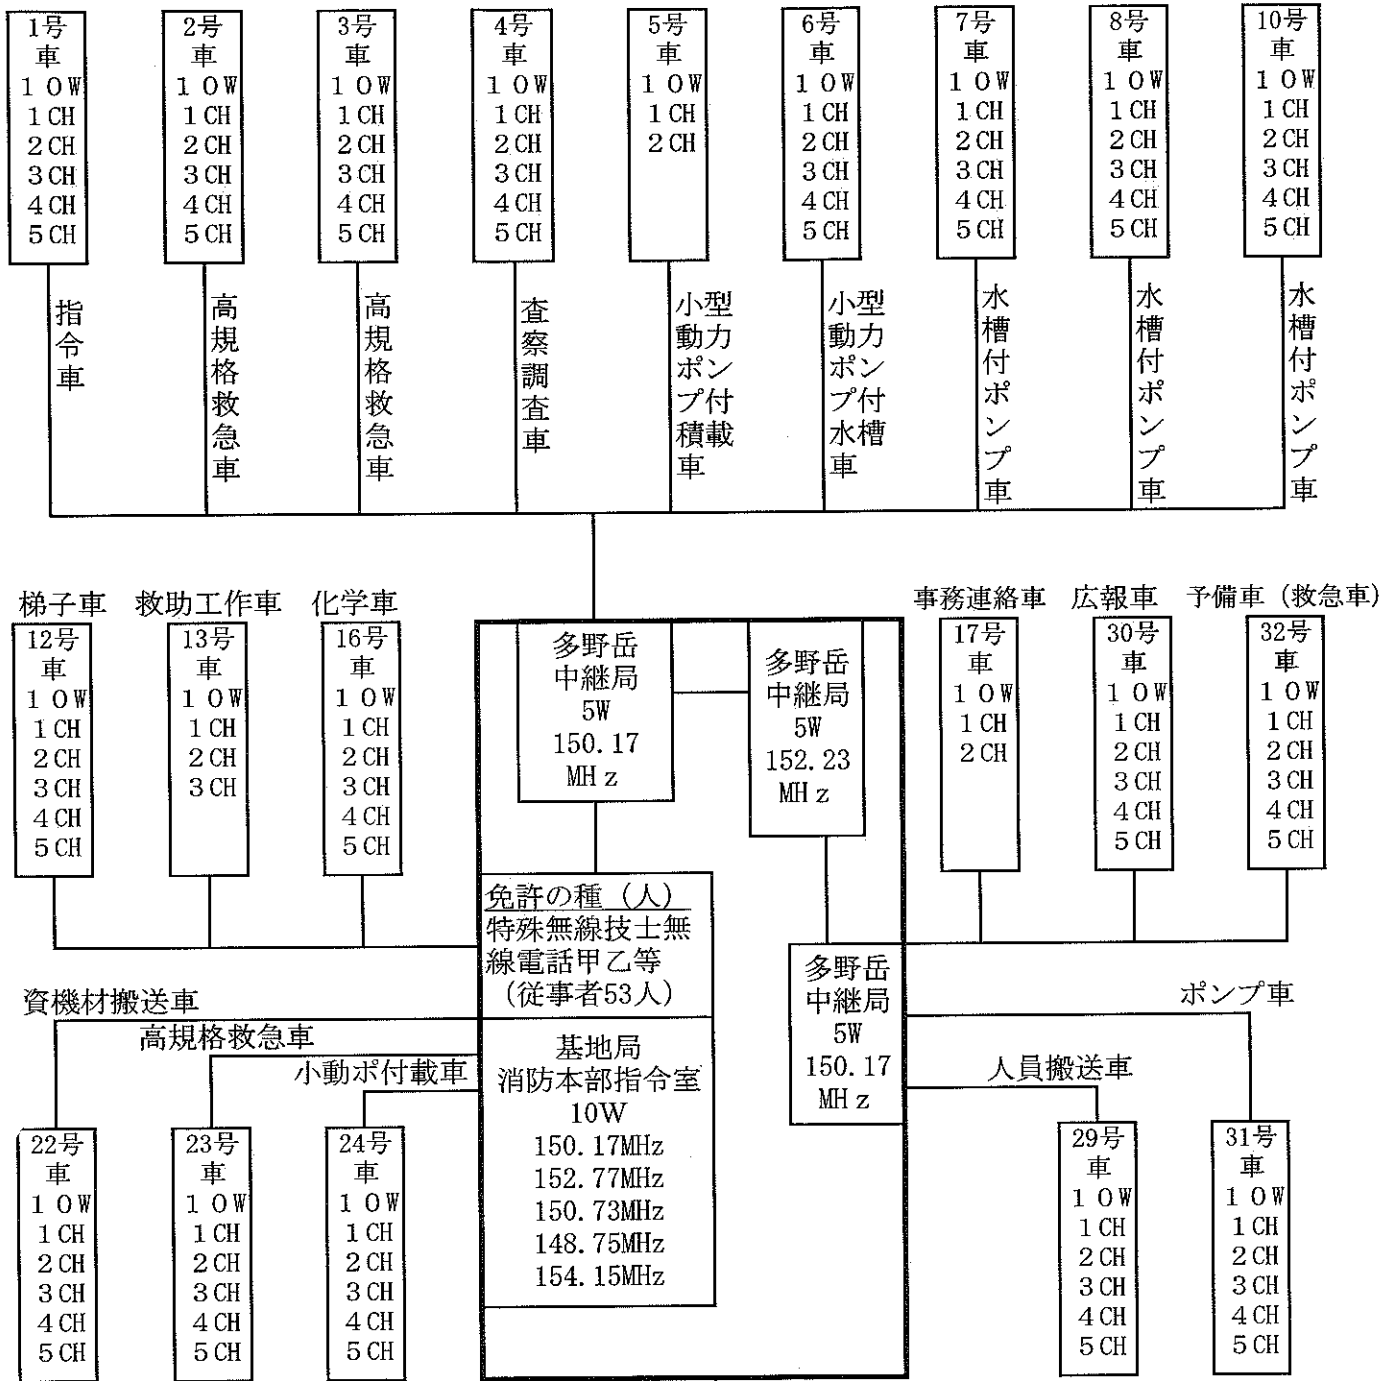 1号
車
１０W
1CH
2CH
3CH
4CH
5CH
2号
車
１０W
1CH
2CH
3CH
4CH
5CH
3号
車
１０W
1CH
2CH
3CH
4CH
5CH
4号
車
１０W
1CH
2CH
3CH
4CH
5CH
5号
車
１０W
1CH
2CH
6号
車
１０W
1CH
2CH
3CH
4CH
5CH
7号
車
１０W
1CH
2CH
3CH
4CH
5CH
8号
車
１０W
1CH
2CH
3CH
4CH
5CH
10号
車
１０W
1CH
2CH
3CH
4CH
5CH
指令車
高規格救急車
高規格救急車
査察調査車
小型
動力
ポン
プ付
積載
車
小型
動力
ポン
プ付
水槽
車
水槽付ポンプ車
水槽付ポンプ車
水槽付ポンプ車
梯子車
12号
車
１０W
1CH
2CH
3CH
4CH
5CH
救助工作車
13号
車
１０W
1CH
2CH
3CH
化学車
16号
車
１０W
1CH
2CH
3CH
4CH
5CH
多野岳
中継局
5W
150.17
MHz
多野岳
中継局
5W
152.23
MHz
事務連絡車
17号
車
１０W
1CH
2CH
広報車
30号
車
１０W
1CH
2CH
3CH
4CH
5CH
予備車（救急車）
32号
車
１０W
1CH
2CH
3CH
4CH
5CH
免許の種（人）
特殊無線技士無
線電話甲乙等
（従事者53人）
基地局
消防本部指令室
10W
150.17MHz
152.77MHz
150.73MHz
148.75MHz
154.15MHz
多野岳
中継局
5W
150.17
MHz
資機材搬送車
高規格救急車
小動ポ付載車
22号
車
１０W
1CH
2CH
3CH
4CH
5CH
23号
車
１０W
1CH
2CH
3CH
4CH
5CH
24号
車
１０W
1CH
2CH
3CH
4CH
5CH
ポンプ車
人員搬送車
29号
車
１０W
1CH
2CH
3CH
4CH
5CH
31号
車
１０W
1CH
2CH
3CH
4CH
5CH